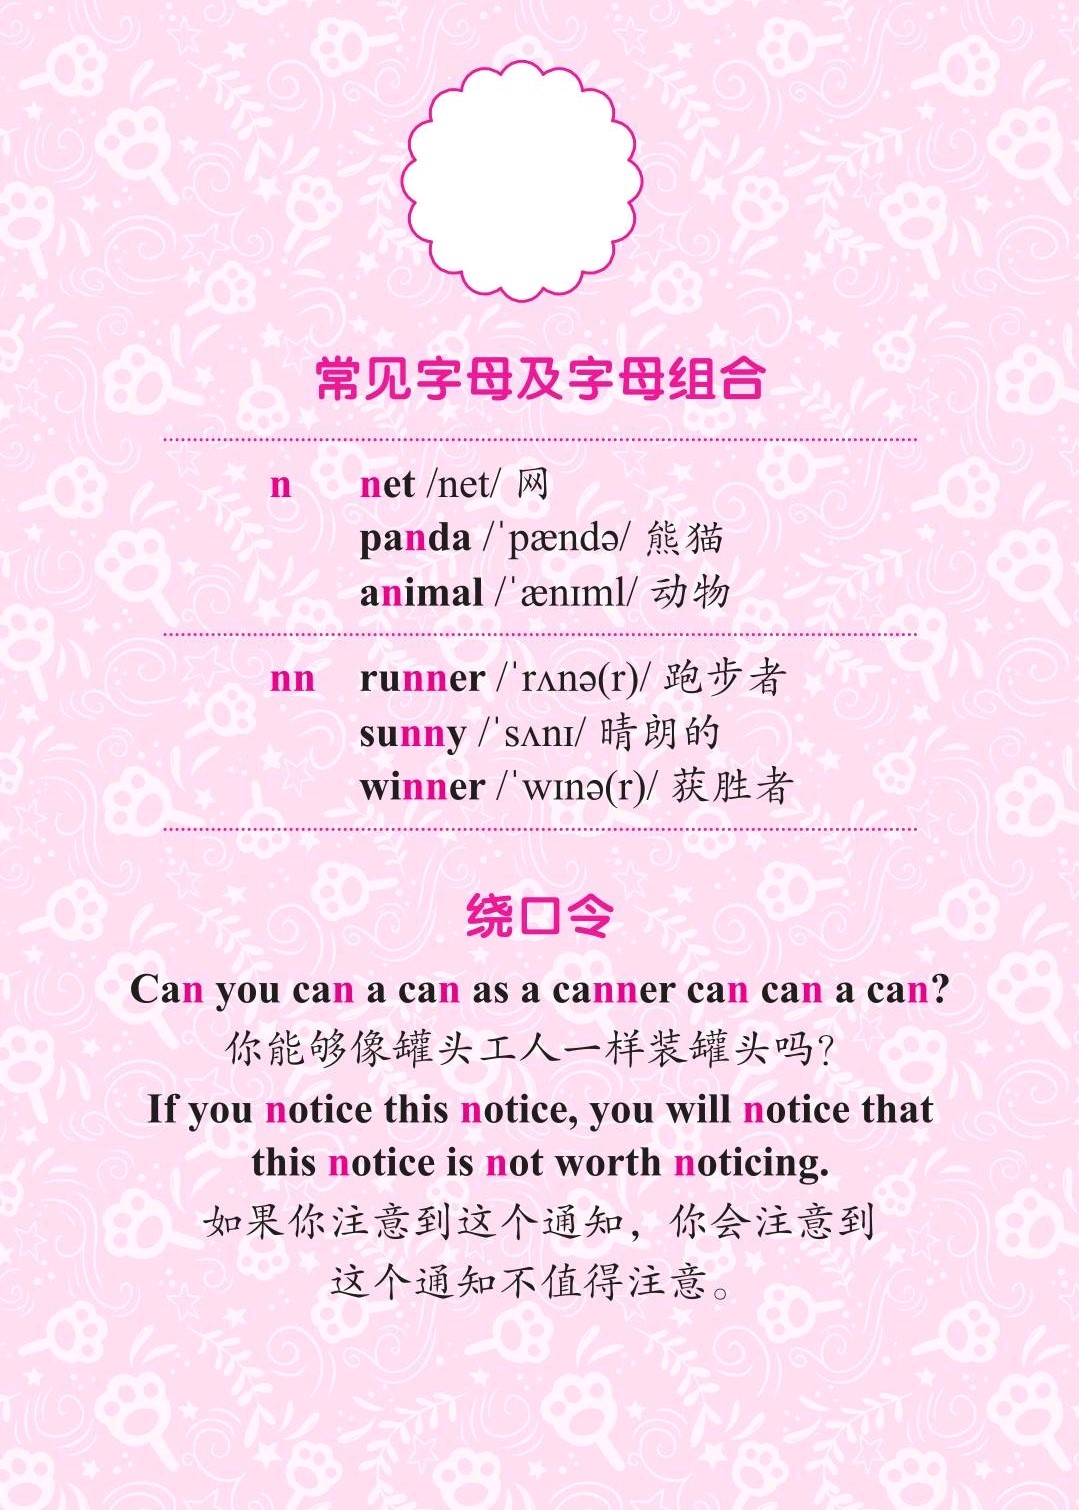 常见字母及字母组合
n net /net/ 网
panda /ˈpændə/ 熊猫
animal /ˈænɪml/ 动物
nn runner /ˈrʌnə(r)/ 跑步者
sunny /ˈsʌnɪ/ 晴朗的
winner /ˈwɪnə(r)/ 获胜者
绕口令
Can you can a can as a canner can can a can?
你能够像罐头工人一样装罐头吗？
If you notice this notice, you will notice that
this notice is not worth noticing.
如果你注意到这个通知，你会注意到
这个通知不值得注意。